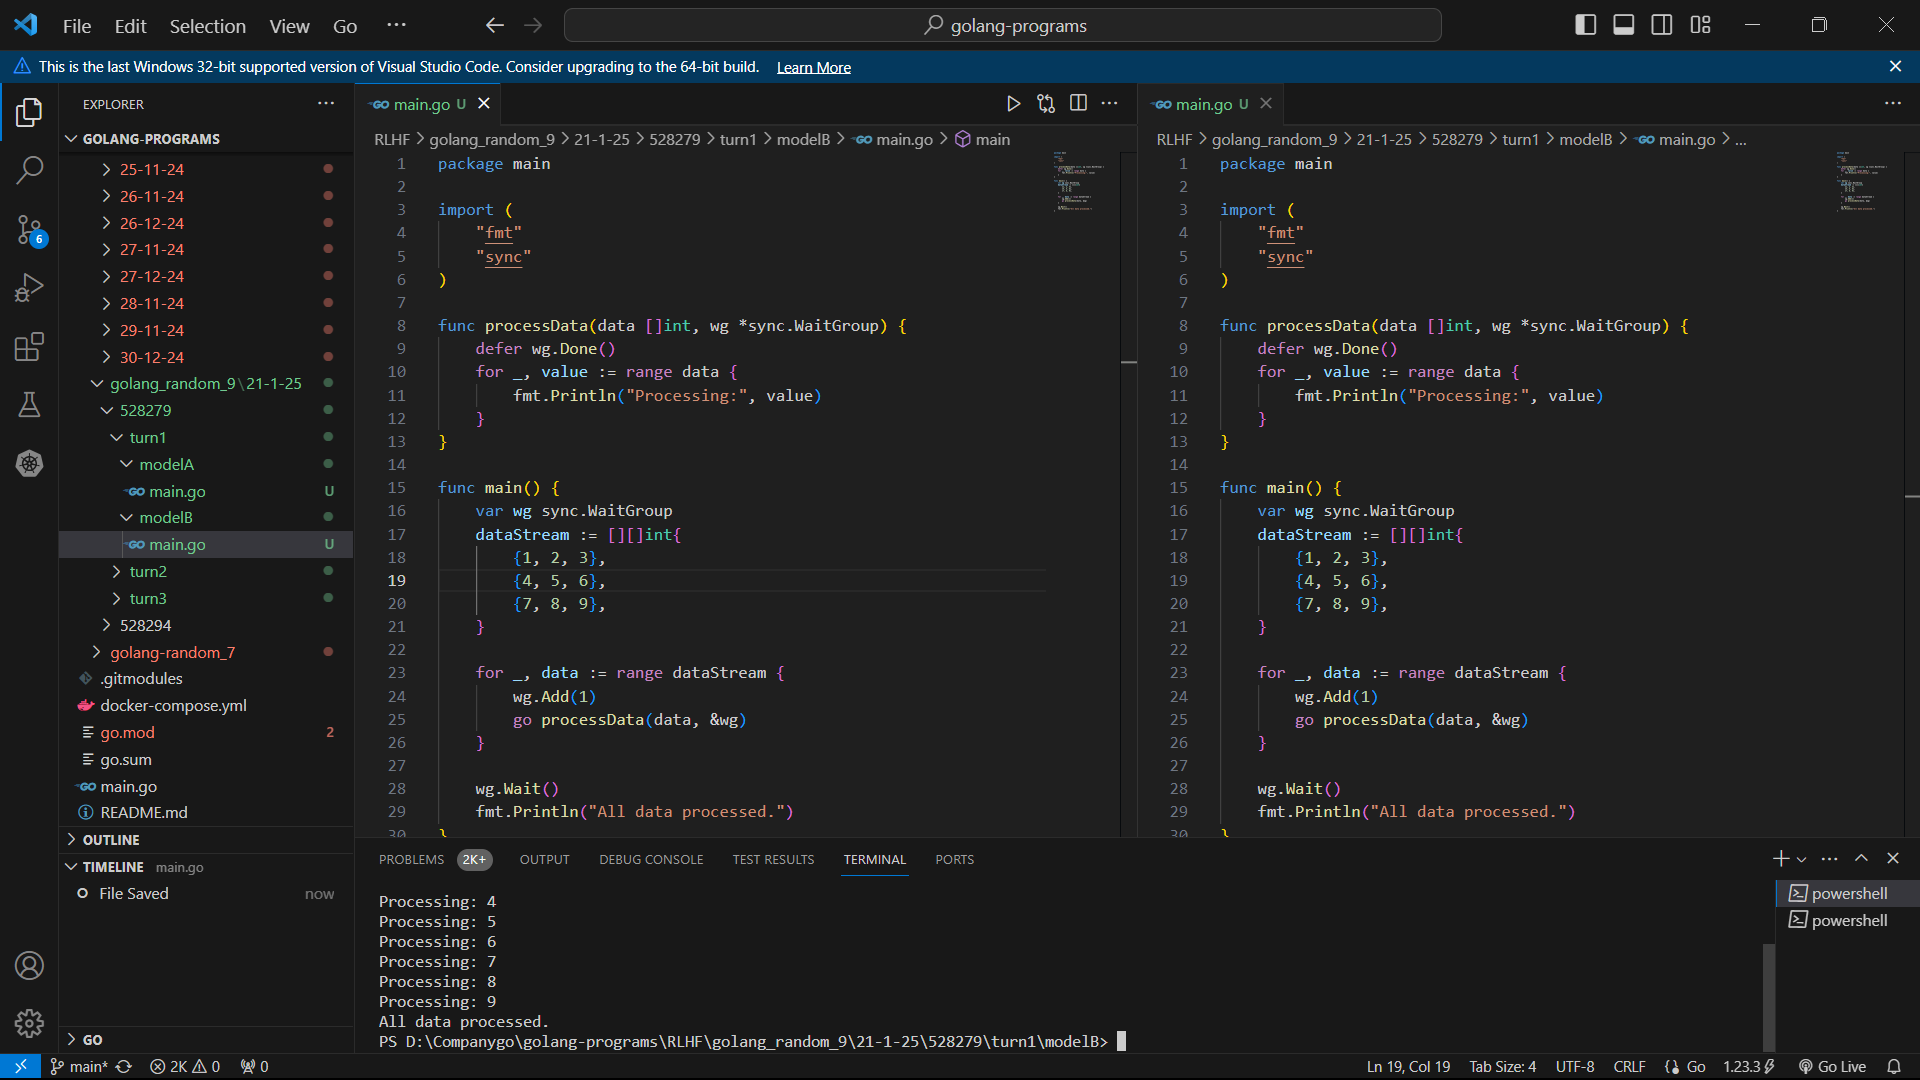 File Edit Selection View Go ··· golang-programs
This is the last Windows 32-bit supported version of Visual Studio Code. Consider upgrading to the 64-bit build. Learn More
EXPLORER ···
GOLANG-PROGRAMS
25-11-24
26-11-24
26-12-24
27-11-24
27-12-24
28-11-24
29-11-24
30-12-24
golang_random_9\21-1-25
528279
turn1
modelA
main.go U
modelB
main.go U
turn2
turn3
528294
golang-random_7
.gitmodules
docker-compose.yml
go.mod 2
go.sum
main.go
README.md
OUTLINE
TIMELINE main.go
File Saved now
GO
6
main.go U
RLHF > golang_random_9 > 21-1-25 > 528279 > turn1 > modelB > main.go > main
1 package main
2
3 import (
4 "fmt"
5 "sync"
6 )
7
8 func processData(data []int, wg *sync.WaitGroup) {
9 defer wg.Done()
10 for _, value := range data {
11 fmt.Println("Processing:", value)
12 }
13 }
14
15 func main() {
16 var wg sync.WaitGroup
17 dataStream := [][]int{
18 {1, 2, 3},
19 {4, 5, 6},
20 {7, 8, 9},
21 }
22
23 for _, data := range dataStream {
24 wg.Add(1)
25 go processData(data, &wg)
26 }
27
28 wg.Wait()
29 fmt.Println("All data processed.")
30 }
main.go U
RLHF > golang_random_9 > 21-1-25 > 528279 > turn1 > modelB > main.go > ...
1 package main
2
3 import (
4 "fmt"
5 "sync"
6 )
7
8 func processData(data []int, wg *sync.WaitGroup) {
9 defer wg.Done()
10 for _, value := range data {
11 fmt.Println("Processing:", value)
12 }
13 }
14
15 func main() {
16 var wg sync.WaitGroup
17 dataStream := [][]int{
18 {1, 2, 3},
19 {4, 5, 6},
20 {7, 8, 9},
21 }
22
23 for _, data := range dataStream {
24 wg.Add(1)
25 go processData(data, &wg)
26 }
27
28 wg.Wait()
29 fmt.Println("All data processed.")
30 }
PROBLEMS 2K+ OUTPUT DEBUG CONSOLE TEST RESULTS TERMINAL PORTS
Processing: 4
Processing: 5
Processing: 6
Processing: 7
Processing: 8
Processing: 9
All data processed.
PS D:\Companygo\golang-programs\RLHF\golang_random_9\21-1-25\528279\turn1\modelB>
powershell
powershell
main* 2K 0 0 Ln 19, Col 19 Tab Size: 4 UTF-8 CRLF Go 1.23.3 Go Live